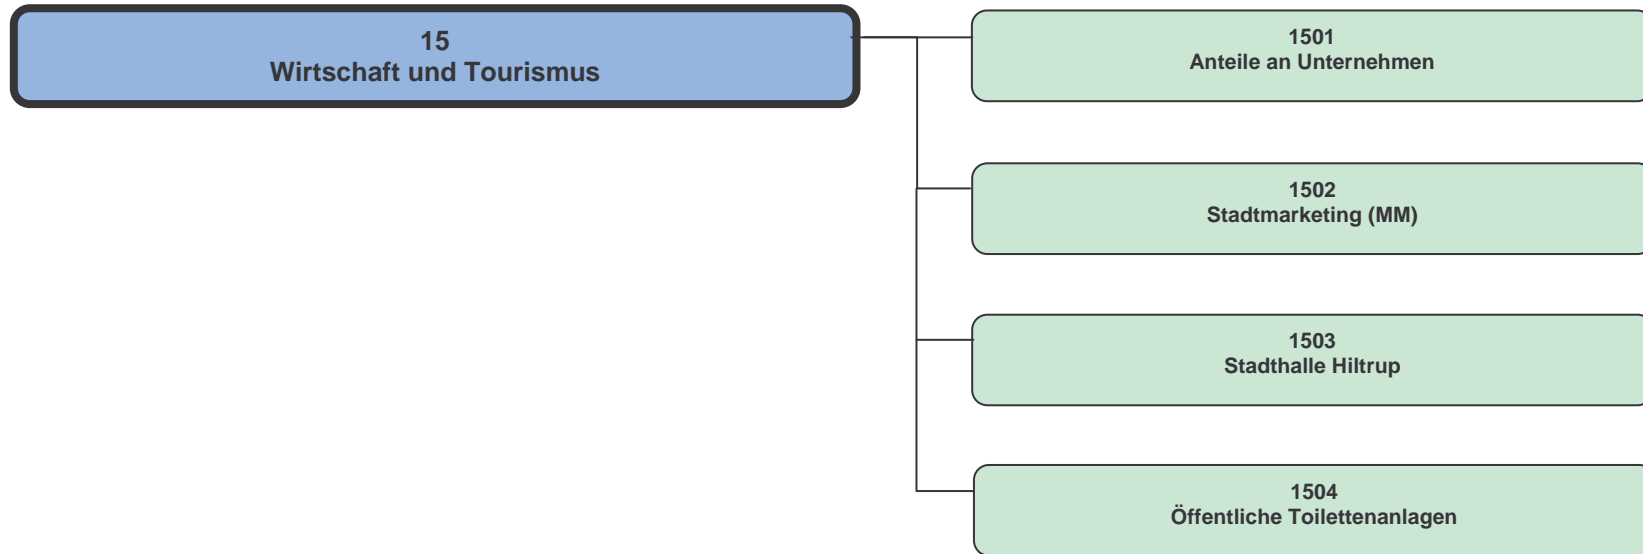 15
Wirtschaft und Tourismus
1501
Anteile an Unternehmen
1502
Stadtmarketing (MM)
1503
Stadthalle Hiltrup
1504
Öffentliche Toilettenanlagen